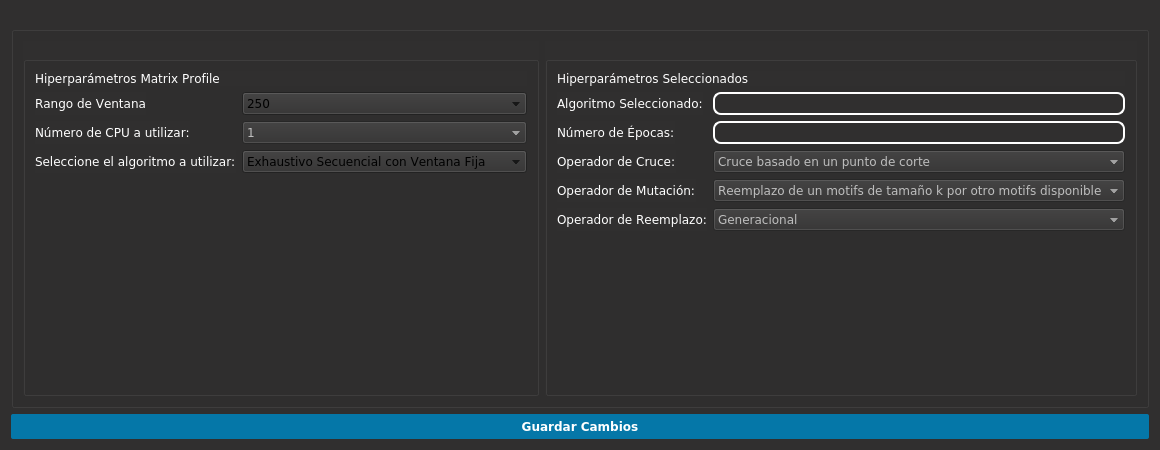 Hiperparámetros Matrix Profile
Rango de Ventana
250
Número de CPU a utilizar:
1
Seleccione el algoritmo a utilizar:
Exhaustivo Secuencial con Ventana Fija
Hiperparámetros Seleccionados
Algoritmo Seleccionado:
Número de Épocas:
Operador de Cruce:
Cruce basado en un punto de corte
Operador de Mutación:
Reemplazo de un motifs de tamaño k por otro motifs disponible
Operador de Reemplazo:
Generacional
Guardar Cambios